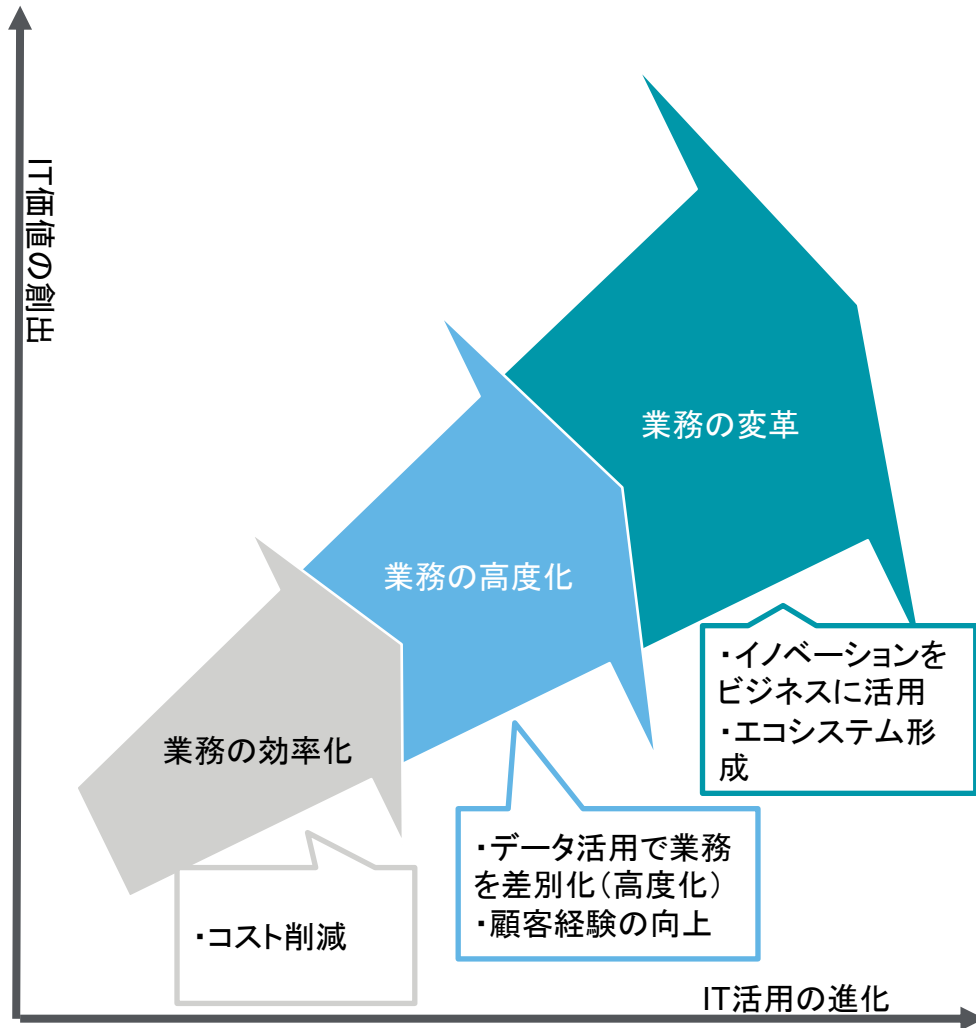 IT価値の創出
業務の変革
業務の高度化
業務の効率化
・イノベーションを
ビジネスに活用
・エコシステム形
成
・データ活用で業務
を差別化（高度化）
・顧客経験の向上
・コスト削減
IT活用の進化